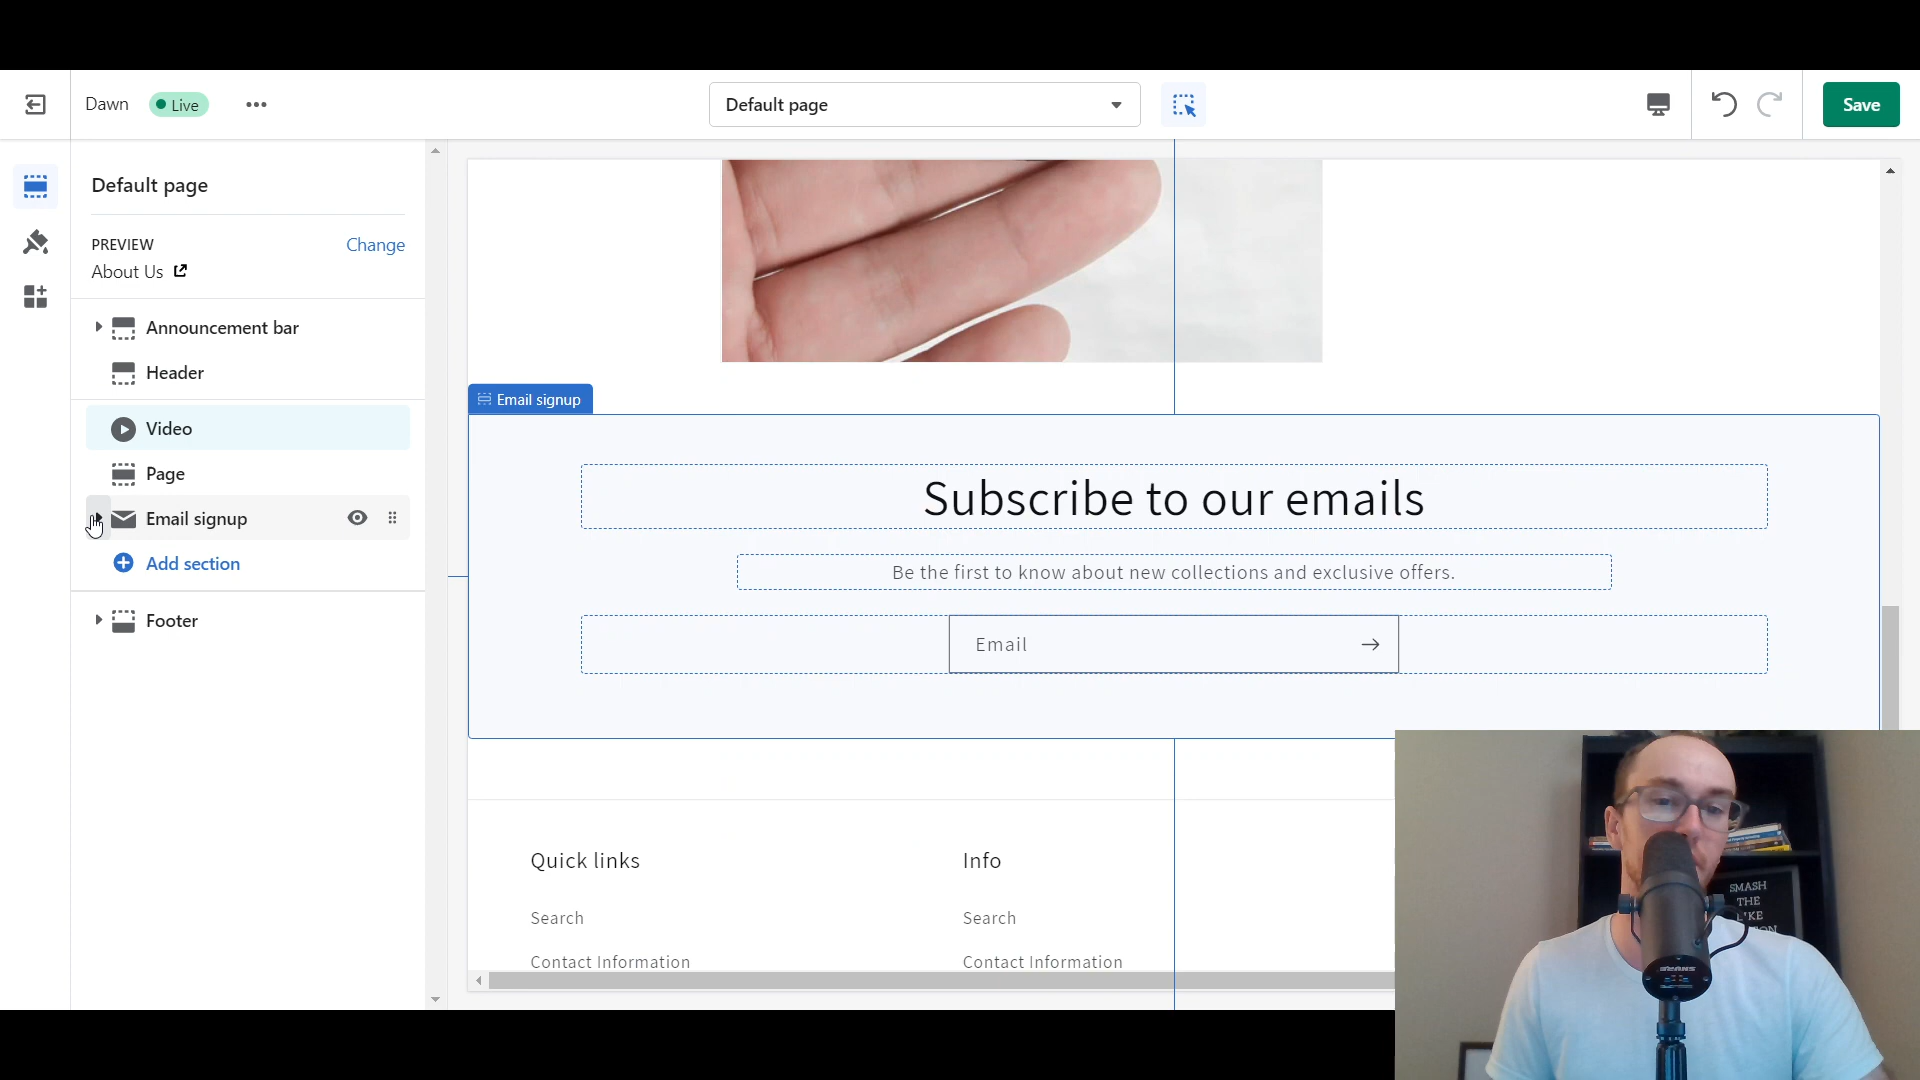 Dawn
Live
Default page
Save
Default page
PREVIEW
Change
About Us
Announcement bar
Header
Video
Page
Email signup
Add section
Footer
Email signup
Subscribe to our emails
Be the first to know about new collections and exclusive offers.
Email
Quick links
Info
Search
Search
Contact Information
Contact Information
SMASH
THE